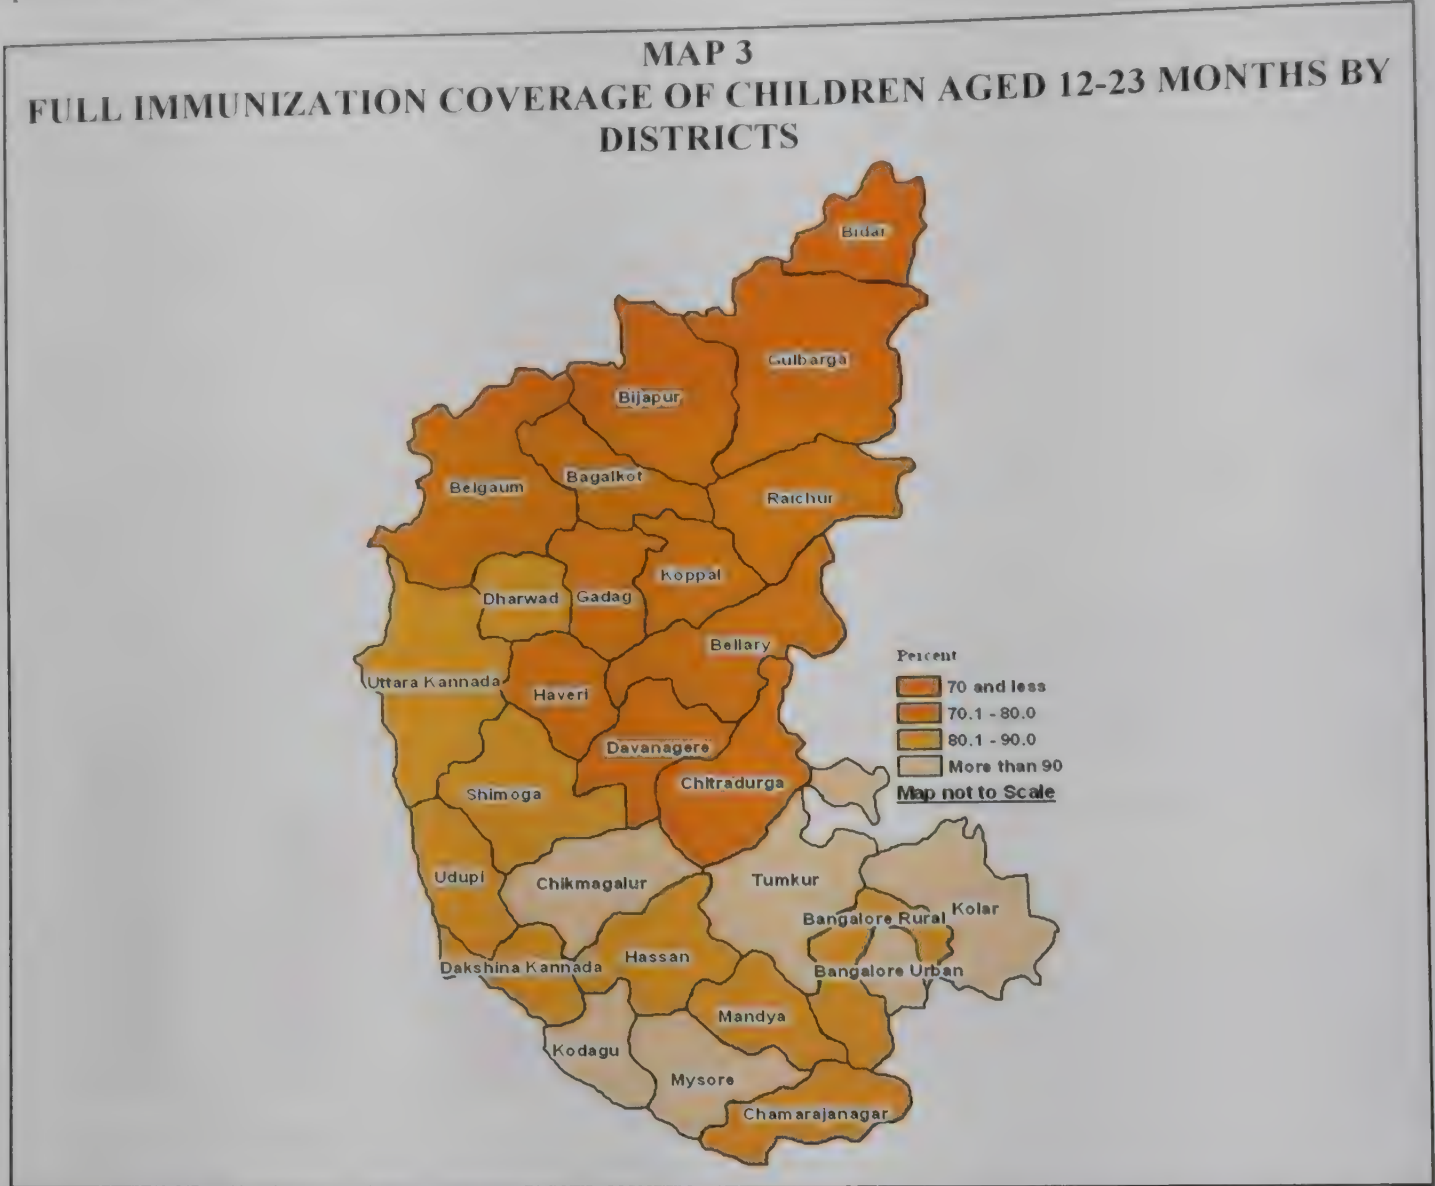 MAP 3
FULL IMMUNIZATION COVERAGE OF CHILDREN AGED 12-23 MONTHS BY
DISTRICTS
Bidar
Gulbarga
Bijapur
Bagalkot
Belgaum
Raichur
Koppal
Dharwad
Gadag
Bellary
Uttara Kannada
Haveri
Davanagere
Chitradurga
Shimoga
Percent
70 and less
70.1 - 80.0
80.1 - 90.0
More than 90
Map not to Scale
Udupi
Chikmagalur
Tumkur
Bangalore Rural
Kolar
Hassan
Dakshina Kannada
Bangalore Urban
Mandya
Kodagu
Mysore
Chamarajanagar